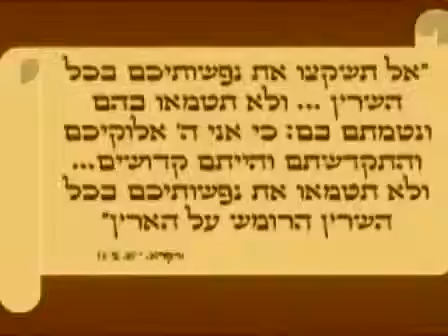 "אל תשקצו את נפשותיכם בכל
השרץ ... ולא תטמאו בהם
ונטמתם בם: כי אני ה' אלוקיכם
והתקדשתם והייתם קדושים...
ולא תטמאו את נפשותיכם בכל
השרץ הרומש על הארץ"